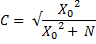 C = √(X₀² / (X₀² + N))